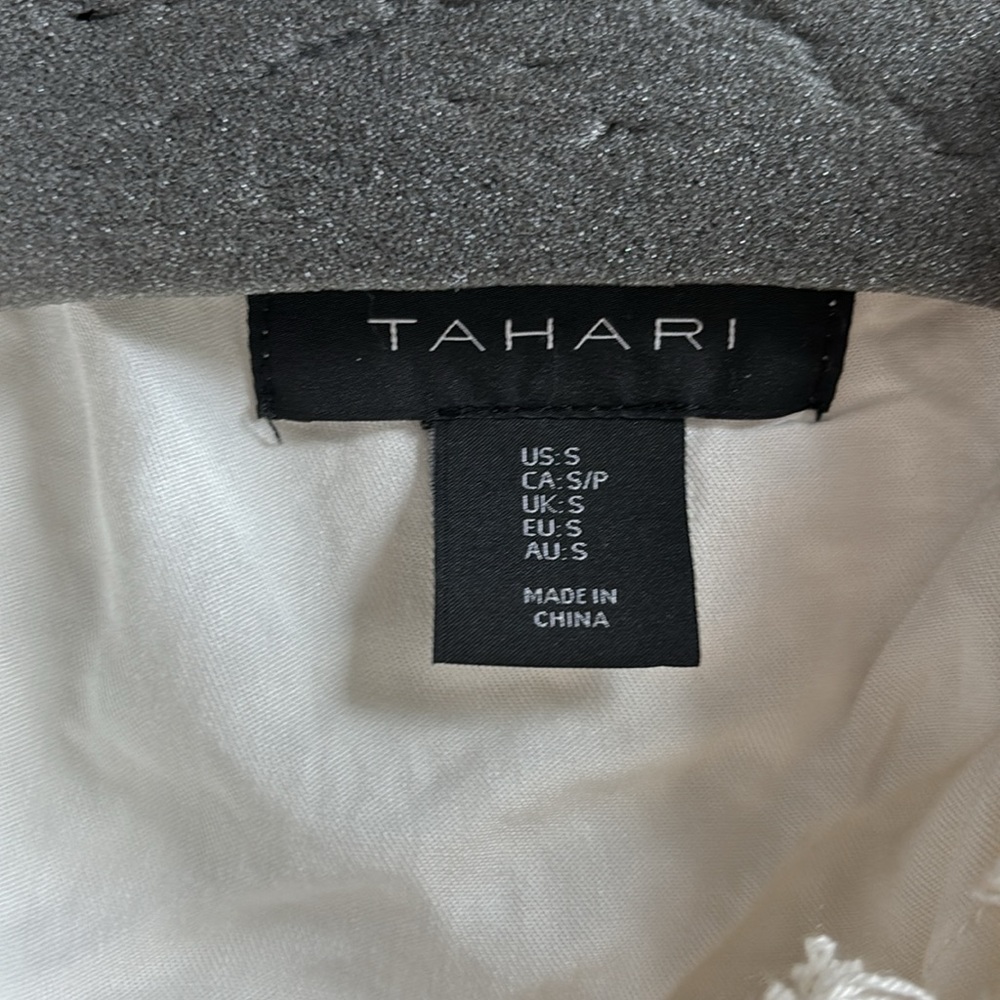 TAHARI
US: S
CA: S/P
UK: S
EU: S
AU: S
MADE IN
CHINA